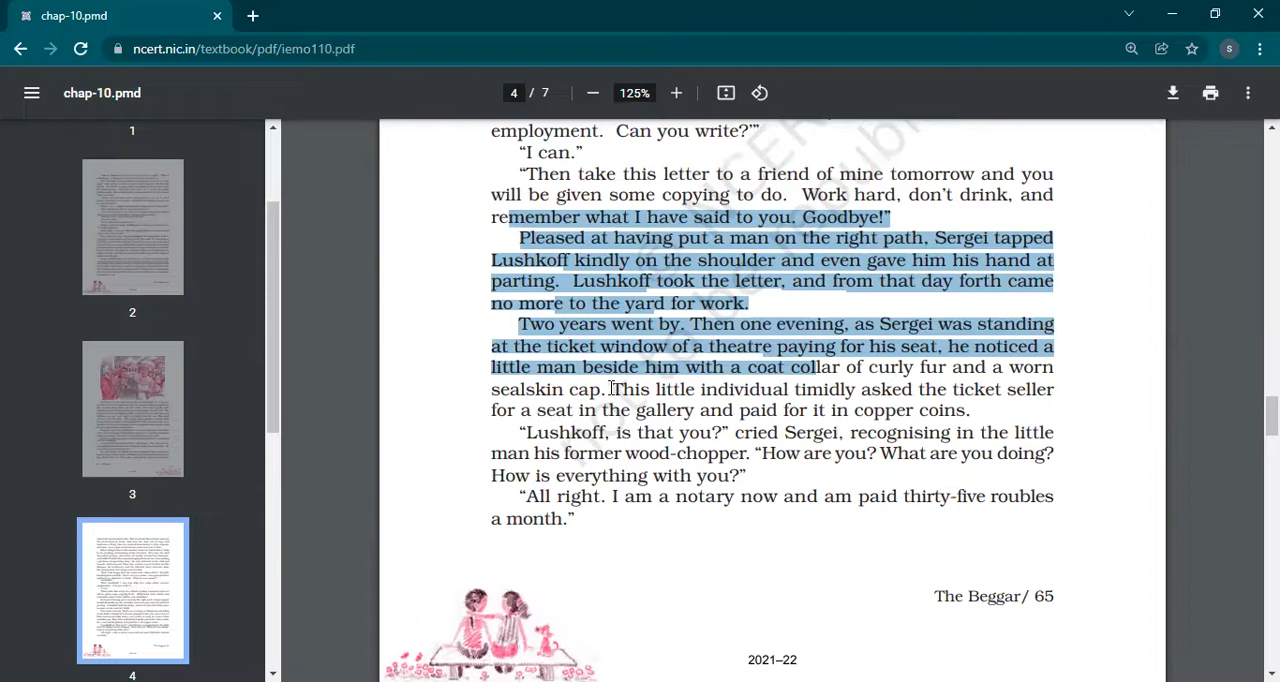 chap-10.pmd
ncert.nic.in/textbook/pdf/iemo110.pdf
S
chap-10.pmd
4 / 7
125%
1
2
3
4
employment. Can you write?'”
“I can.”
“Then take this letter to a friend of mine tomorrow and you
will be given some copying to do. Work hard, don't drink, and
remember what I have said to you. Goodbye!”
Pleased at having put a man on the right path, Sergei tapped
Lushkoff kindly on the shoulder and even gave him his hand at
parting. Lushkoff took the letter, and from that day forth came
no more to the yard for work.
Two years went by. Then one evening, as Sergei was standing
at the ticket window of a theatre paying for his seat, he noticed a
little man beside him with a coat collar of curly fur and a worn
sealskin cap. This little individual timidly asked the ticket seller
for a seat in the gallery and paid for it in copper coins.
“Lushkoff, is that you?” cried Sergei, recognising in the little
man his former wood-chopper. “How are you? What are you doing?
How is everything with you?”
“All right. I am a notary now and am paid thirty-five roubles
a month.”
The Beggar/ 65
2021–22